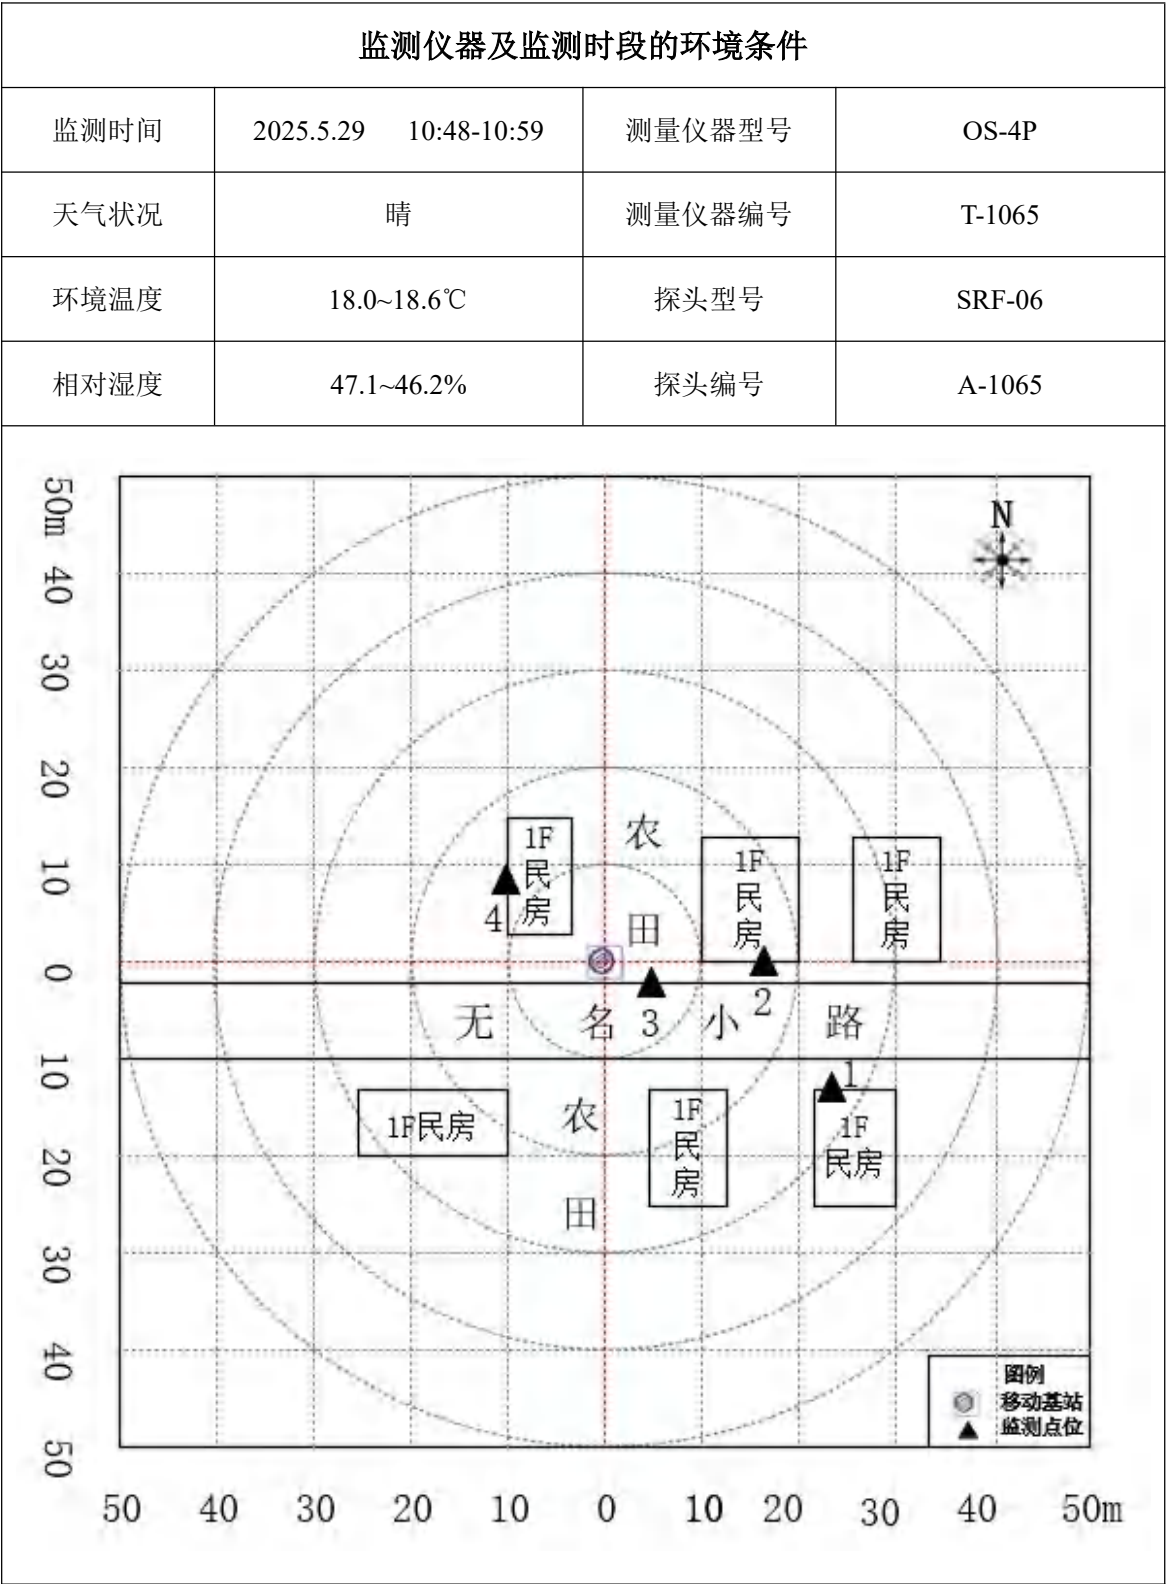 监测仪器及监测时段的环境条件
监测时间 2025.5.29 10:48-10:59 测量仪器型号 OS-4P
天气状况 晴 测量仪器编号 T-1065
环境温度 18.0~18.6℃ 探头型号 SRF-06
相对湿度 47.1~46.2% 探头编号 A-1065
50m
40
30
20
10
0
10
20
30
40
50
N
农
田
1F
民
房
4
1F
民
房
1F
民
房
2
3
无 名 小 路
1
1F民房
农
田
1F
民
房
1F
民房
图例
移动基站
监测点位
50 40 30 20 10 0 10 20 30 40 50m